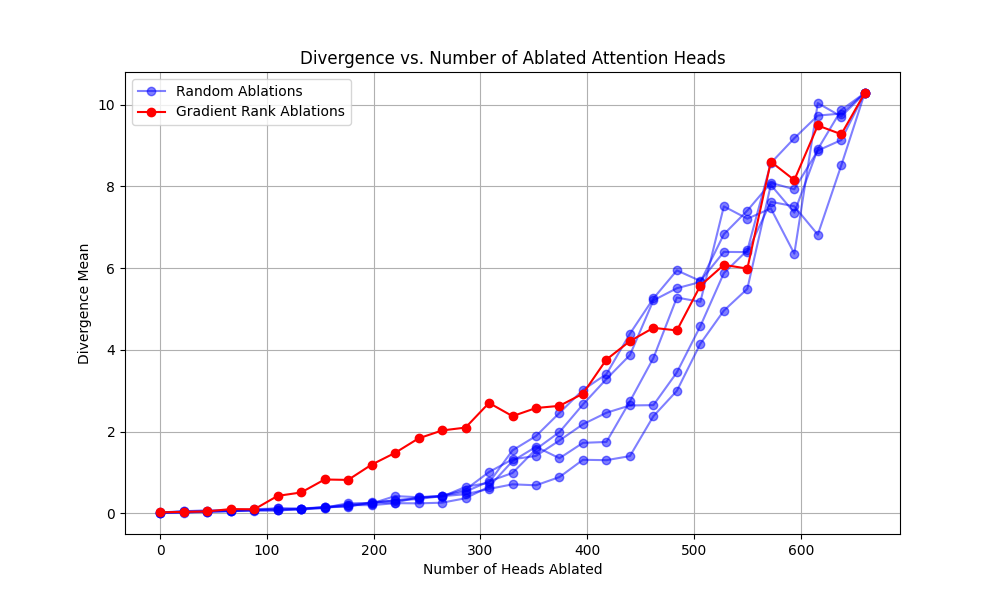 Divergence vs. Number of Ablated Attention Heads
Random Ablations
Gradient Rank Ablations
Divergence Mean
10
8
6
4
2
0
0 100 200 300 400 500 600
Number of Heads Ablated